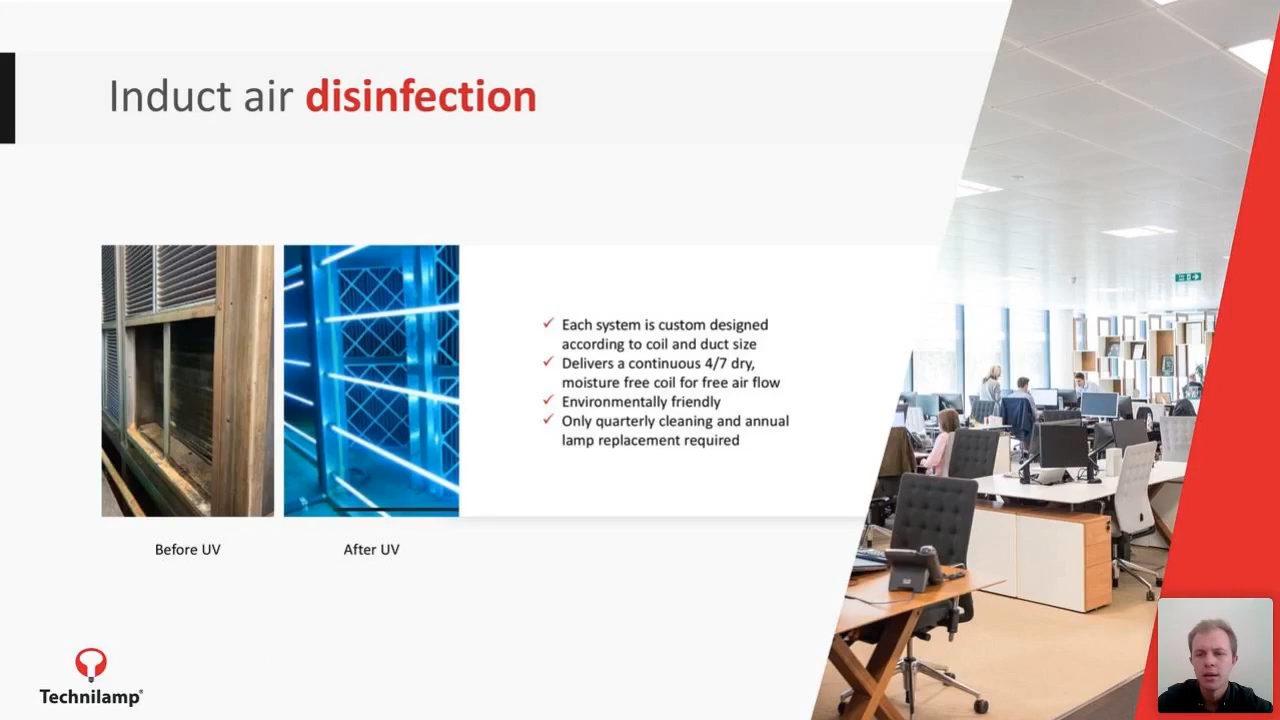 Induct air disinfection
✓ Each system is custom designed
according to coil and duct size
✓ Delivers a continuous 4/7 dry,
moisture free coil for free air flow
✓ Environmentally friendly
✓ Only quarterly cleaning and annual
lamp replacement required
Before UV
After UV
Technilamp®